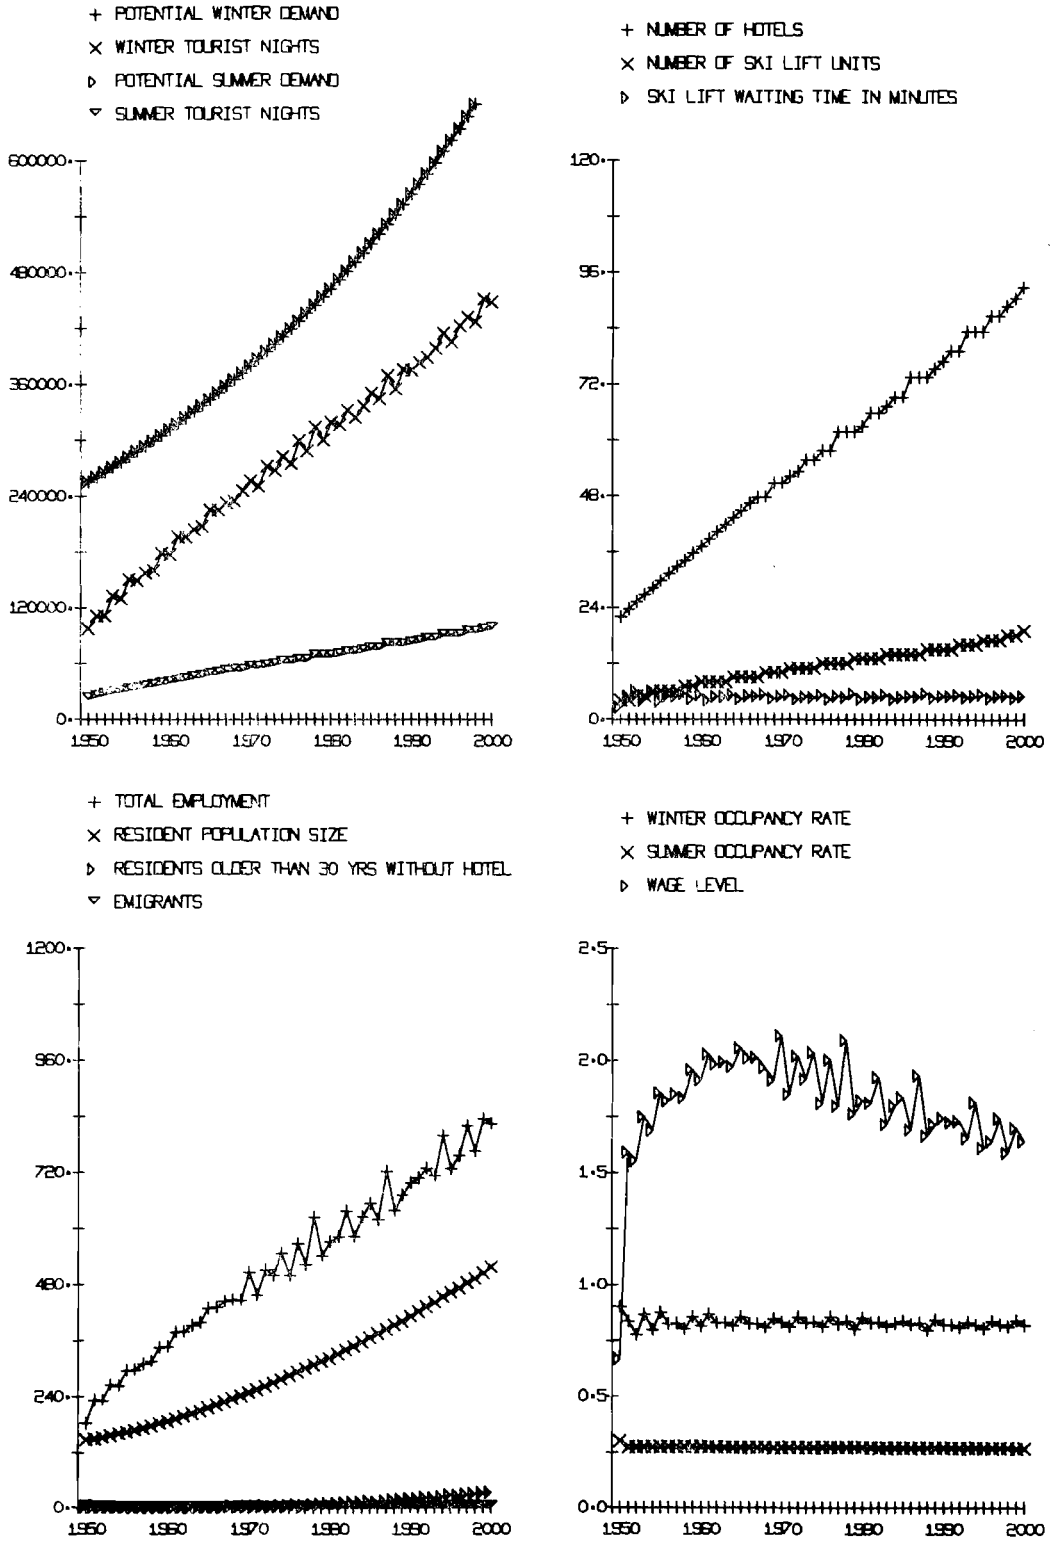 + POTENTIAL WINTER DEMAND
× WINTER TOURIST NIGHTS
▷ POTENTIAL SUMMER DEMAND
▽ SUMMER TOURIST NIGHTS
600000.
480000.
360000.
240000.
120000.
0.
1950 1960 1970 1980 1990 2000
+ NUMBER OF HOTELS
× NUMBER OF SKI LIFT UNITS
▷ SKI LIFT WAITING TIME IN MINUTES
120.
96.
72.
48.
24.
0.
1950 1960 1970 1980 1990 2000
+ TOTAL EMPLOYMENT
× RESIDENT POPULATION SIZE
▷ RESIDENTS OLDER THAN 30 YRS WITHOUT HOTEL
▽ EMIGRANTS
1200.
960.
720.
480.
240.
0.
1950 1960 1970 1980 1990 2000
+ WINTER OCCUPANCY RATE
× SUMMER OCCUPANCY RATE
▷ WAGE LEVEL
2.5
2.0
1.5
1.0
0.5
0.0
1950 1960 1970 1980 1990 2000